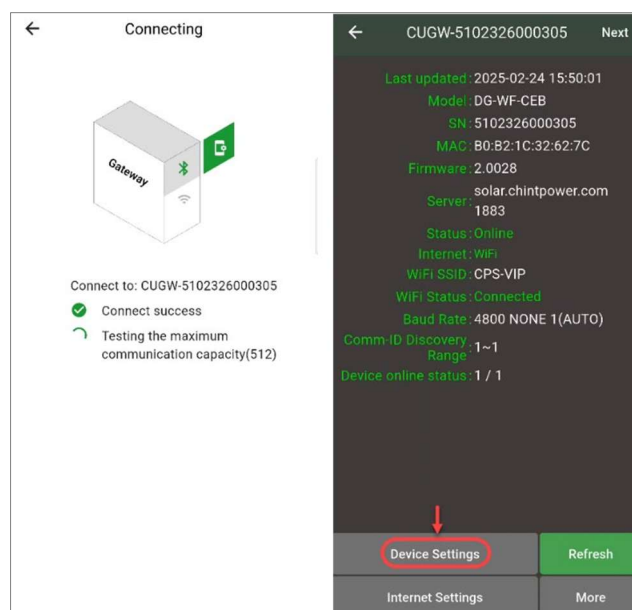 Connecting
Gateway
Connect to: CUGW-5102326000305
Connect success
Testing the maximum
communication capacity(512)
CUGW-5102326000305 Next
Last updated: 2025-02-24 15:50:01
Model: DG-WF-CEB
SN: 5102326000305
MAC: B0:B2:1C:32:62:7C
Firmware: 2.0028
Server: solar.chintpower.com
1883
Status: Online
Internet: WiFi
WiFi SSID: CPS-VIP
WiFi Status: Connected
Baud Rate: 4800 NONE 1(AUTO)
Comm-ID Discovery
Range: 1~1
Device online status: 1 / 1
Device Settings Refresh
Internet Settings More